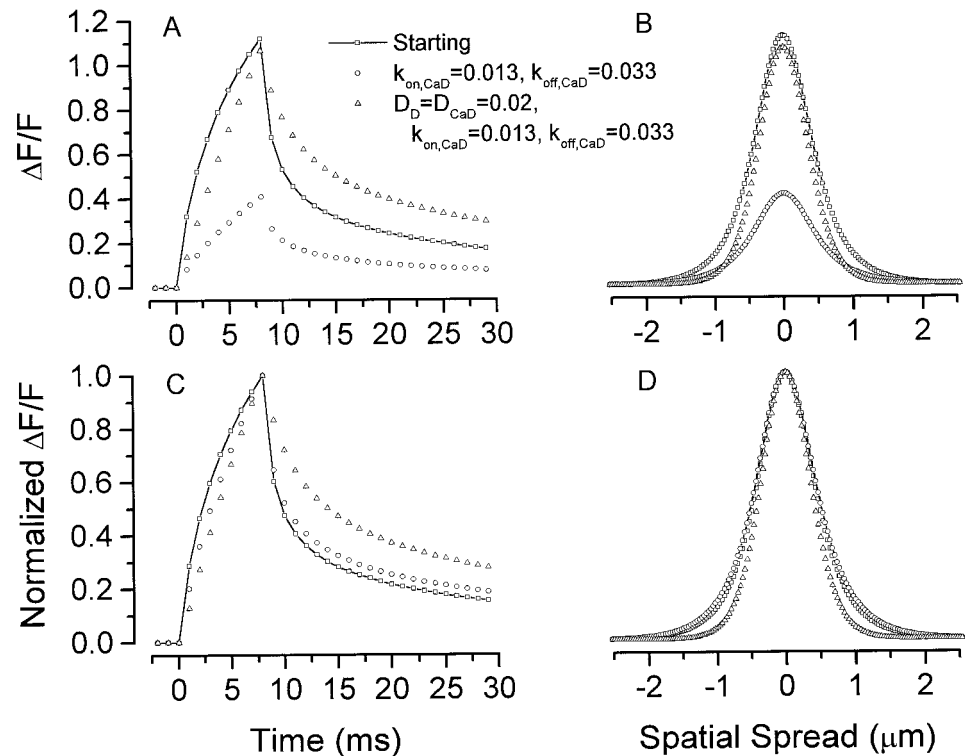 A
B
Starting
k_on,CaD=0.013, k_off,CaD=0.033
D_D=D_CaD=0.02,
k_on,CaD=0.013, k_off,CaD=0.033
ΔF/F
1.2
1.0
0.8
0.6
0.4
0.2
0.0
0 5 10 15 20 25 30
-2 -1 0 1 2
C
D
Normalized ΔF/F
1.0
0.8
0.6
0.4
0.2
0.0
0 5 10 15 20 25 30
-2 -1 0 1 2
Time (ms)
Spatial Spread (μm)